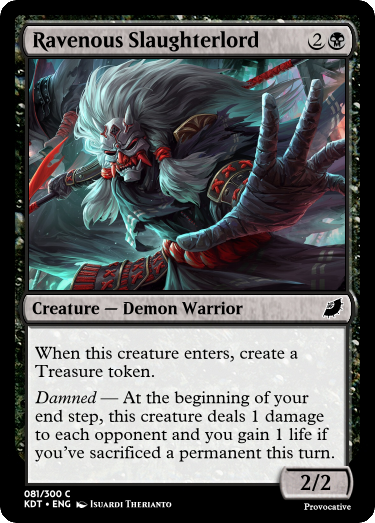 Ravenous Slaughterlord 2
Creature — Demon Warrior
When this creature enters, create a
Treasure token.
Damned — At the beginning of your
end step, this creature deals 1 damage
to each opponent and you gain 1 life if
you’ve sacrificed a permanent this turn.
2/2
081/300 C
KDT • ENG Isuardi Therianto
Provocative